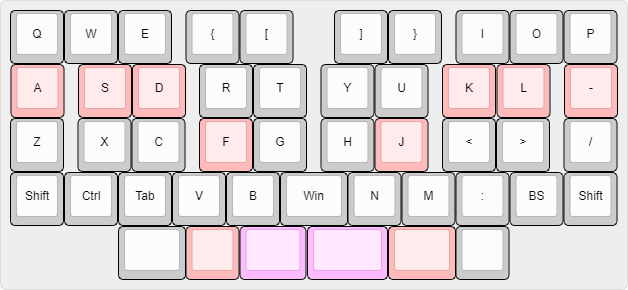 Q W E { [ ] } I O P
A S D R T Y U K L -
Z X C F G H J < > /
Shift Ctrl Tab V B Win N M : BS Shift